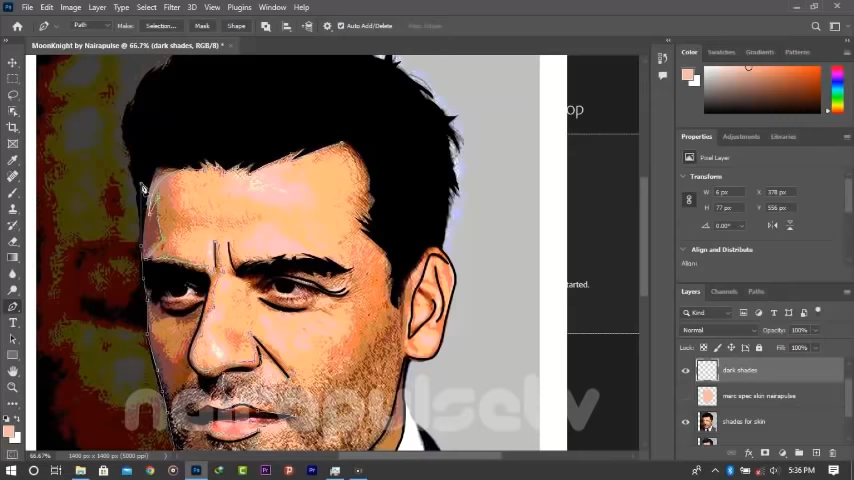 File Edit Image Layer Type Select Filter 3D View Plugins Window Help
Path Make: Selection... Mask Shape Auto Add/Delete
MoonKnight by Nairapulse @ 66.7% (dark shades, RGB/8) *
op
started.
nairapulsetv
Color Swatches Gradients Patterns
Properties Adjustments Libraries
Pixel Layer
Transform
W 6 px X 378 px
H 77 px Y 556 px
0.00°
Align and Distribute
Align:
Layers Channels Paths
Kind
Normal Opacity: 100%
Lock: Fill: 100%
dark shades
marc spec skin nairapulse
shades for skin
66.67% 1400 px x 1400 px (5000 ppi)
5:36 PM